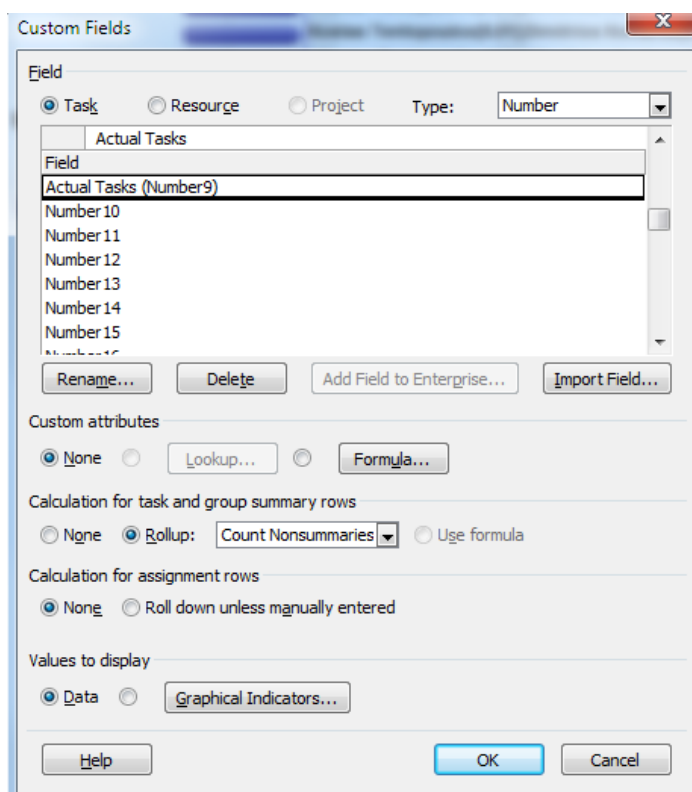 Custom Fields
Field
Task Resource Project Type: Number
Actual Tasks
Field
Actual Tasks (Number9)
Number10
Number11
Number12
Number13
Number14
Number15
Rename... Delete Add Field to Enterprise... Import Field...
Custom attributes
None Lookup... Formula...
Calculation for task and group summary rows
None Rollup: Count Nonsummaries Use formula
Calculation for assignment rows
None Roll down unless manually entered
Values to display
Data Graphical Indicators...
Help OK Cancel